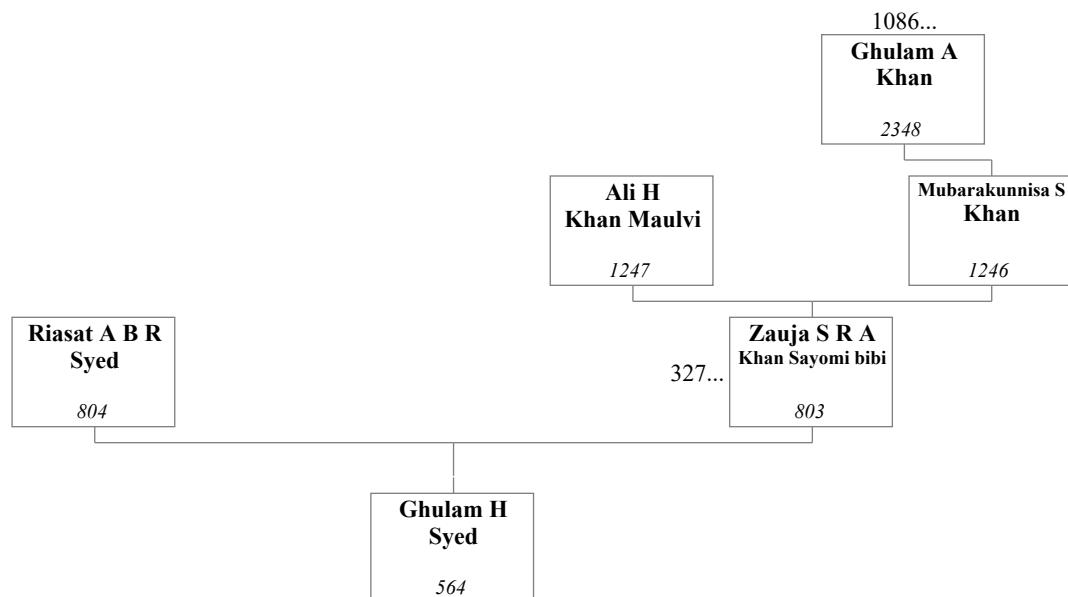 1086...
Ghulam A
Khan
2348
Ali H
Khan Maulvi
1247
Mubarakunnisa S
Khan
1246
Riasat A B R
Syed
804
327...
Zauja S R A
Khan Sayomi bibi
803
Ghulam H
Syed
564